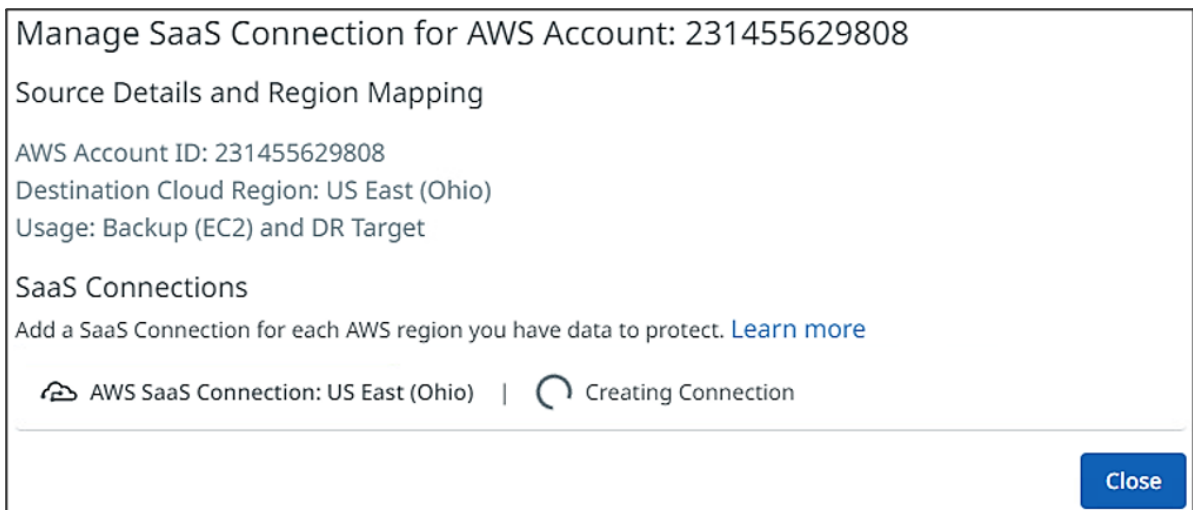 Manage SaaS Connection for AWS Account: 231455629808
Source Details and Region Mapping
AWS Account ID: 231455629808
Destination Cloud Region: US East (Ohio)
Usage: Backup (EC2) and DR Target
SaaS Connections
Add a SaaS Connection for each AWS region you have data to protect. Learn more
AWS SaaS Connection: US East (Ohio) | Creating Connection
Close